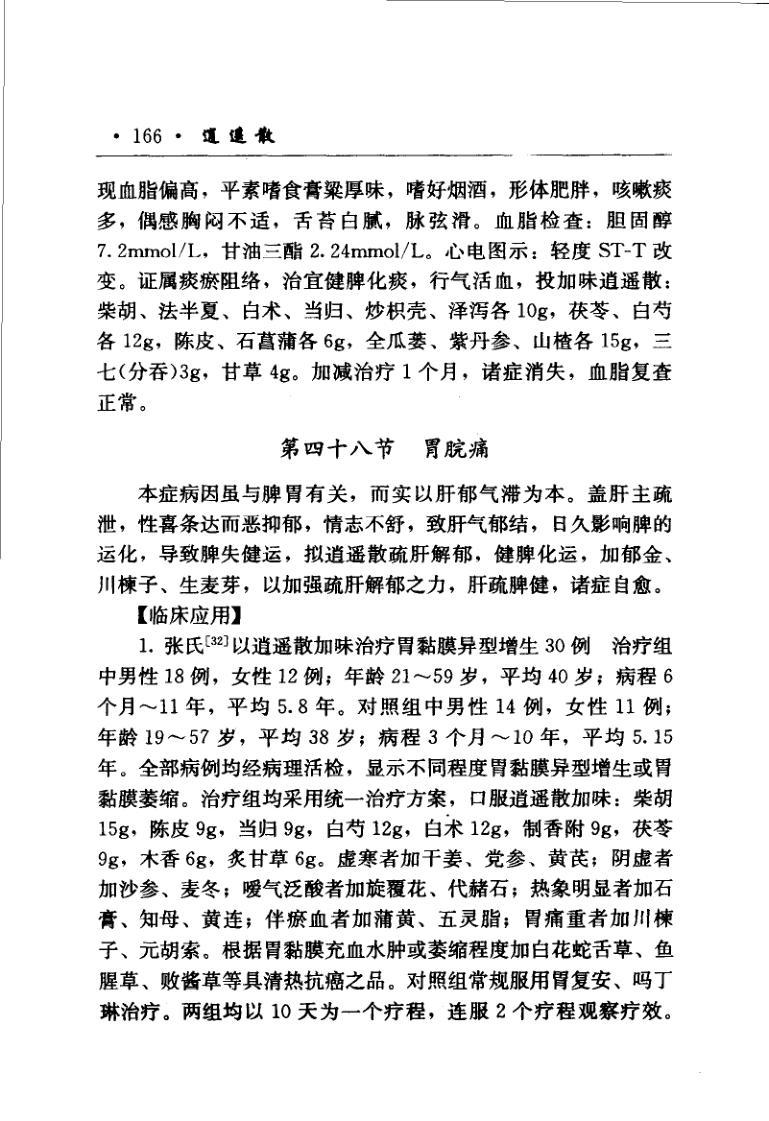 · 166 · 逍遥散
现血脂偏高，平素嗜食膏粱厚味，嗜好烟酒，形体肥胖，咳嗽痰
多，偶感胸闷不适，舌苔白腻，脉弦滑。血脂检查：胆固醇
7.2mmol/L，甘油三酯 2.24mmol/L。心电图示：轻度 ST-T 改
变。证属痰瘀阻络，治宜健脾化痰，行气活血，投加味逍遥散：
柴胡、法半夏、白术、当归、炒枳壳、泽泻各 10g，茯苓、白芍
各 12g，陈皮、石菖蒲各 6g，全瓜蒌、紫丹参、山楂各 15g，三
七(分吞)3g，甘草 4g。加减治疗 1 个月，诸症消失，血脂复查
正常。
第四十八节　胃脘痛
本症病因虽与脾胃有关，而实以肝郁气滞为本。盖肝主疏
泄，性喜条达而恶抑郁，情志不舒，致肝气郁结，日久影响脾的
运化，导致脾失健运，拟逍遥散疏肝解郁，健脾化运，加郁金、
川楝子、生麦芽，以加强疏肝解郁之力，肝疏脾健，诸症自愈。
【临床应用】
1. 张氏[32]以逍遥散加味治疗胃黏膜异型增生 30 例　治疗组
中男性 18 例，女性 12 例；年龄 21～59 岁，平均 40 岁；病程 6
个月～11 年，平均 5.8 年。对照组中男性 14 例，女性 11 例；
年龄 19～57 岁，平均 38 岁；病程 3 个月～10 年，平均 5.15
年。全部病例均经病理活检，显示不同程度胃黏膜异型增生或胃
黏膜萎缩。治疗组均采用统一治疗方案，口服逍遥散加味：柴胡
15g，陈皮 9g，当归 9g，白芍 12g，白术 12g，制香附 9g，茯苓
9g，木香 6g，炙甘草 6g。虚寒者加干姜、党参、黄芪；阴虚者
加沙参、麦冬；嗳气泛酸者加旋覆花、代赭石；热象明显者加石
膏、知母、黄连；伴瘀血者加蒲黄、五灵脂；胃痛重者加川楝
子、元胡索。根据胃黏膜充血水肿或萎缩程度加白花蛇舌草、鱼
腥草、败酱草等具清热抗癌之品。对照组常规服用胃复安、吗丁
啉治疗。两组均以 10 天为一个疗程，连服 2 个疗程观察疗效。